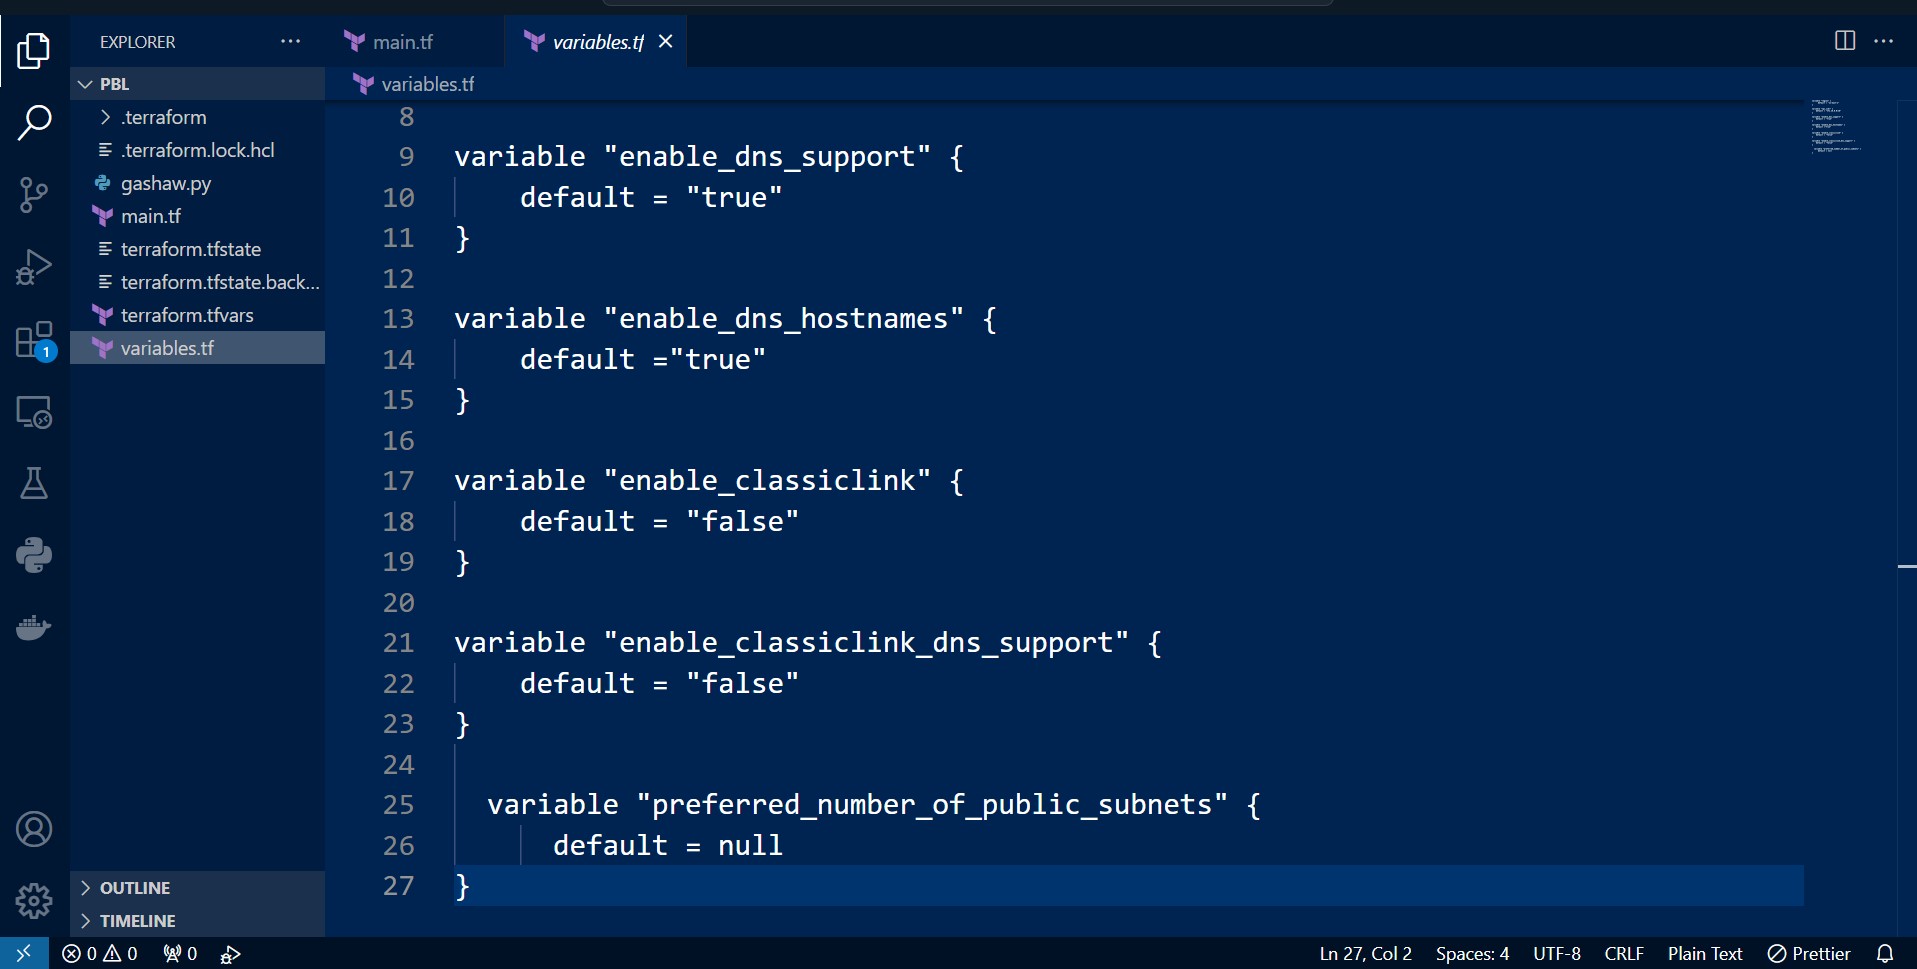 EXPLORER
main.tf
variables.tf
PBL
variables.tf
.terraform
.terraform.lock.hcl
gashaw.py
main.tf
terraform.tfstate
terraform.tfstate.back...
terraform.tfvars
variables.tf
1
8
9 variable "enable_dns_support" {
10 default = "true"
11 }
12
13 variable "enable_dns_hostnames" {
14 default ="true"
15 }
16
17 variable "enable_classiclink" {
18 default = "false"
19 }
20
21 variable "enable_classiclink_dns_support" {
22 default = "false"
23 }
24
25 variable "preferred_number_of_public_subnets" {
26 default = null
27 }
OUTLINE
TIMELINE
0 0 0 Ln 27, Col 2 Spaces: 4 UTF-8 CRLF Plain Text Prettier